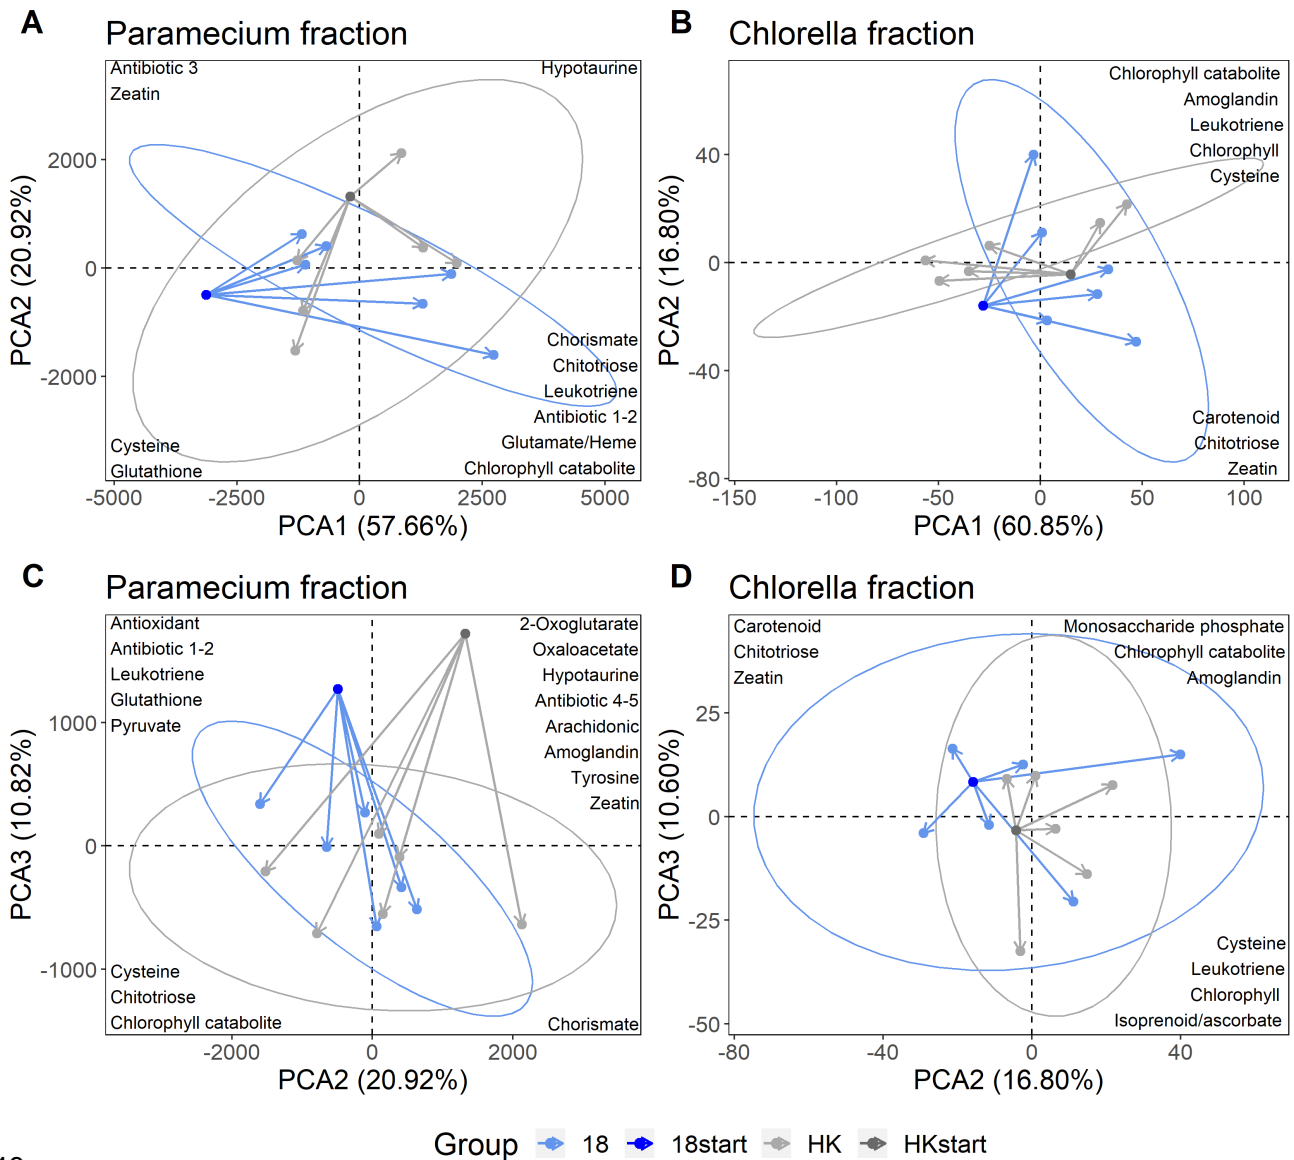 A
Paramecium fraction
Antibiotic 3
Zeatin
Hypotaurine
2000
0
-2000
PCA2 (20.92%)
Chorismate
Chitotriose
Leukotriene
Antibiotic 1-2
Glutamate/Heme
Chlorophyll catabolite
Cysteine
Glutathione
-5000
-2500
0
2500
5000
PCA1 (57.66%)
B
Chlorella fraction
Chlorophyll catabolite
Amoglandin
Leukotriene
Chlorophyll
Cysteine
40
0
-40
-80
PCA2 (16.80%)
Carotenoid
Chitotriose
Zeatin
-150
-100
-50
0
50
100
PCA1 (60.85%)
C
Paramecium fraction
Antioxidant
Antibiotic 1-2
Leukotriene
Glutathione
Pyruvate
2-Oxoglutarate
Oxaloacetate
Hypotaurine
Antibiotic 4-5
Arachidonic
Amoglandin
Tyrosine
Zeatin
1000
0
-1000
PCA3 (10.82%)
Cysteine
Chitotriose
Chlorophyll catabolite
Chorismate
-2000
0
2000
PCA2 (20.92%)
D
Chlorella fraction
Carotenoid
Chitotriose
Zeatin
Monosaccharide phosphate
Chlorophyll catabolite
Amoglandin
25
0
-25
-50
PCA3 (10.60%)
Cysteine
Leukotriene
Chlorophyll
Isoprenoid/ascorbate
-80
-40
0
40
PCA2 (16.80%)
Group
18
18start
HK
HKstart